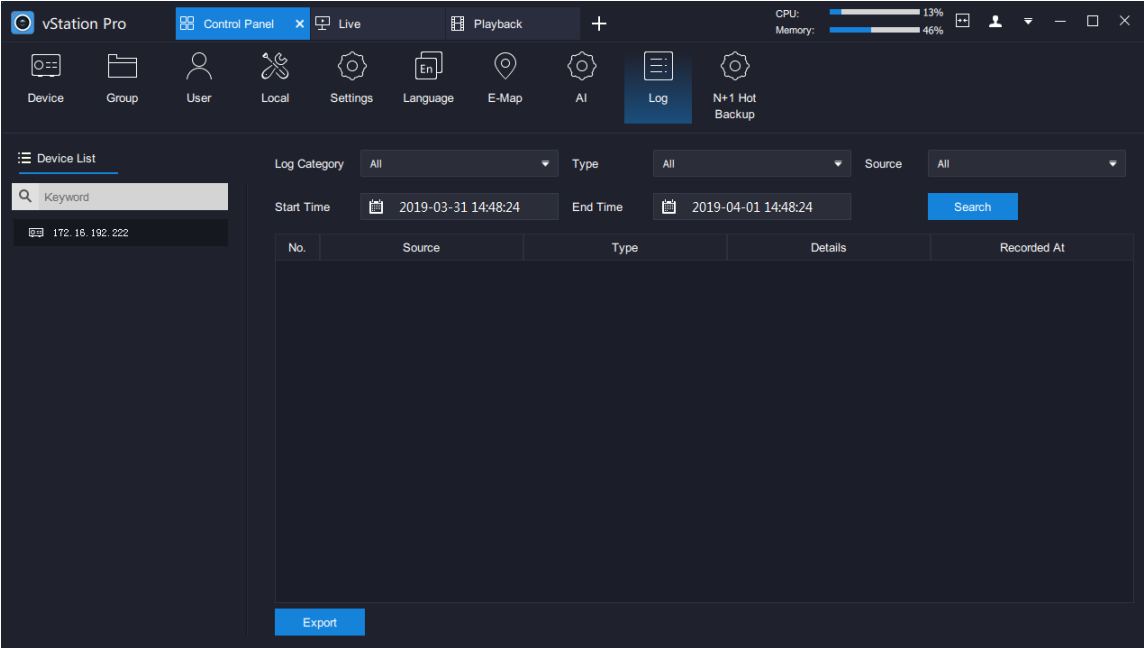 vStation Pro
Control Panel
Live
Playback
CPU: 13%
Memory: 46%
Device
Group
User
Local
Settings
En
Language
E-Map
AI
Log
N+1 Hot
Backup
Device List
Keyword
172.16.192.222
Log Category All Type All Source All
Start Time 2019-03-31 14:48:24 End Time 2019-04-01 14:48:24 Search
No. Source Type Details Recorded At
Export